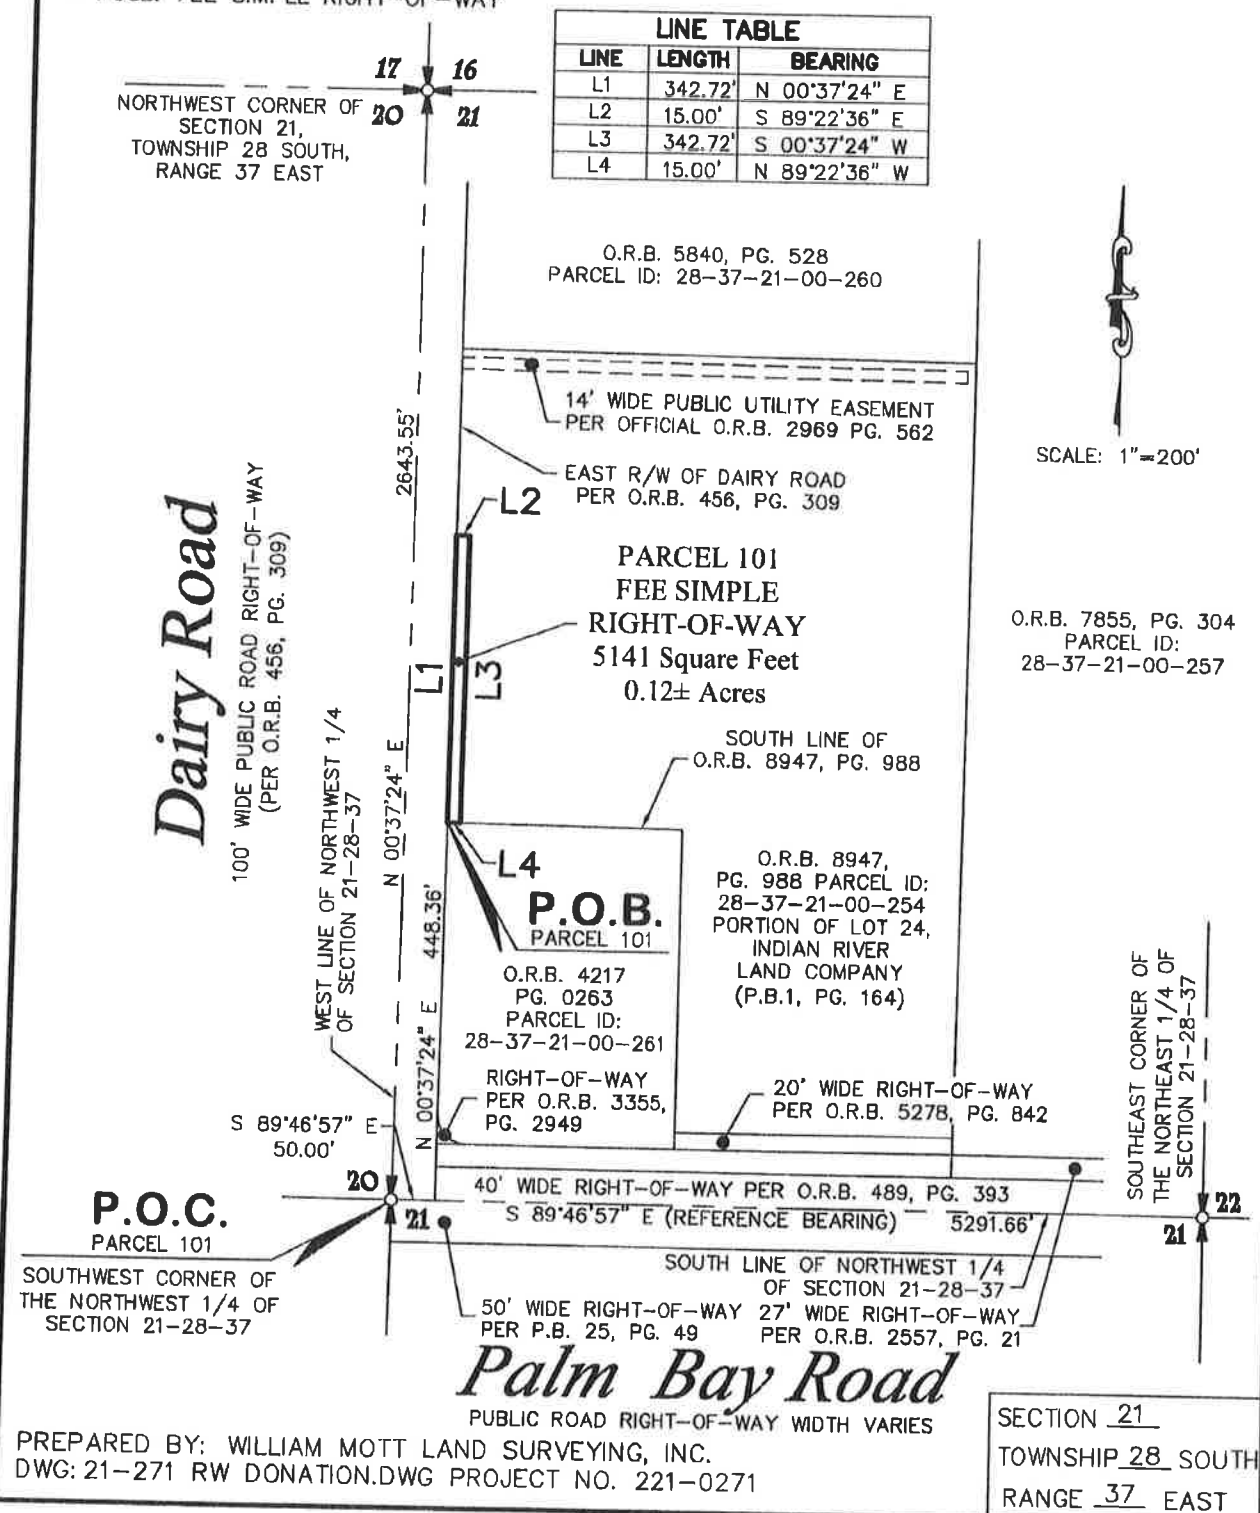 LINE TABLE
LINE LENGTH BEARING
L1 342.72' N 00°37'24" E
L2 15.00' S 89°22'36" E
L3 342.72' S 00°37'24" W
L4 15.00' N 89°22'36" W
17 16
20 21
NORTHWEST CORNER OF
SECTION 21,
TOWNSHIP 28 SOUTH,
RANGE 37 EAST
O.R.B. 5840, PG. 528
PARCEL ID: 28-37-21-00-260
14' WIDE PUBLIC UTILITY EASEMENT
PER OFFICIAL O.R.B. 2969 PG. 562
SCALE: 1"=200'
EAST R/W OF DAIRY ROAD
PER O.R.B. 456, PG. 309
2643.55'
L2
Dairy Road
100' WIDE PUBLIC ROAD RIGHT-OF-WAY
(PER O.R.B. 456, PG. 309)
PARCEL 101
FEE SIMPLE
RIGHT-OF-WAY
5141 Square Feet
0.12± Acres
L1
L3
O.R.B. 7855, PG. 304
PARCEL ID:
28-37-21-00-257
SOUTH LINE OF
O.R.B. 8947, PG. 988
WEST LINE OF NORTHWEST 1/4
OF SECTION 21-28-37
N 00°37'24" E
L4
P.O.B.
PARCEL 101
O.R.B. 8947,
PG. 988 PARCEL ID:
28-37-21-00-254
PORTION OF LOT 24,
INDIAN RIVER
LAND COMPANY
(P.B.1, PG. 164)
O.R.B. 4217
PG. 0263
PARCEL ID:
28-37-21-00-261
N 00°37'24" E 448.36'
RIGHT-OF-WAY
PER O.R.B. 3355,
PG. 2949
20' WIDE RIGHT-OF-WAY
PER O.R.B. 5278, PG. 842
SOUTHEAST CORNER OF
THE NORTHEAST 1/4 OF
SECTION 21-28-37
S 89°46'57" E
50.00'
20
21
22
21
P.O.C.
PARCEL 101
SOUTHWEST CORNER OF
THE NORTHWEST 1/4 OF
SECTION 21-28-37
40' WIDE RIGHT-OF-WAY PER O.R.B. 489, PG. 393
S 89°46'57" E (REFERENCE BEARING) 5291.66'
SOUTH LINE OF NORTHWEST 1/4
OF SECTION 21-28-37
50' WIDE RIGHT-OF-WAY
PER P.B. 25, PG. 49
27' WIDE RIGHT-OF-WAY
PER O.R.B. 2557, PG. 21
Palm Bay Road
PUBLIC ROAD RIGHT-OF-WAY WIDTH VARIES
PREPARED BY: WILLIAM MOTT LAND SURVEYING, INC.
DWG: 21-271 RW DONATION.DWG PROJECT NO. 221-0271
SECTION 21
TOWNSHIP 28 SOUTH
RANGE 37 EAST